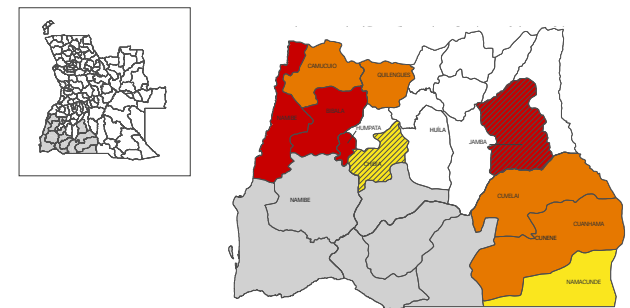 CAMUCUIO
QUILENGUES
HUMPATA
HUÍLA
JAMBA
CHIBIA
NAMIBE
CUVELAI
CUANHAMA
CUNENE
NAMACUNDE